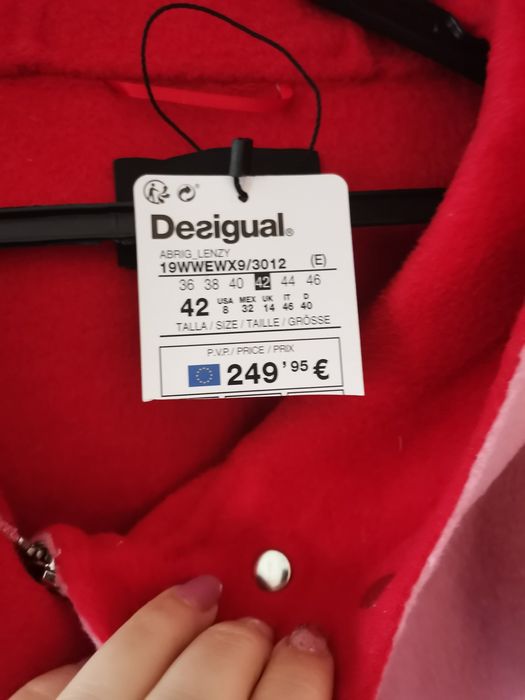 Desigual®
ABRIG_LENZY
19WWEWX9/3012 (E)
36 38 40 42 44 46
42 USA 8 MEX 32 UK 14 IT 46 D 40
TALLA / SIZE / TAILLE / GRÖSSE
P.V.P./ PRICE / PRIX
249'95 €